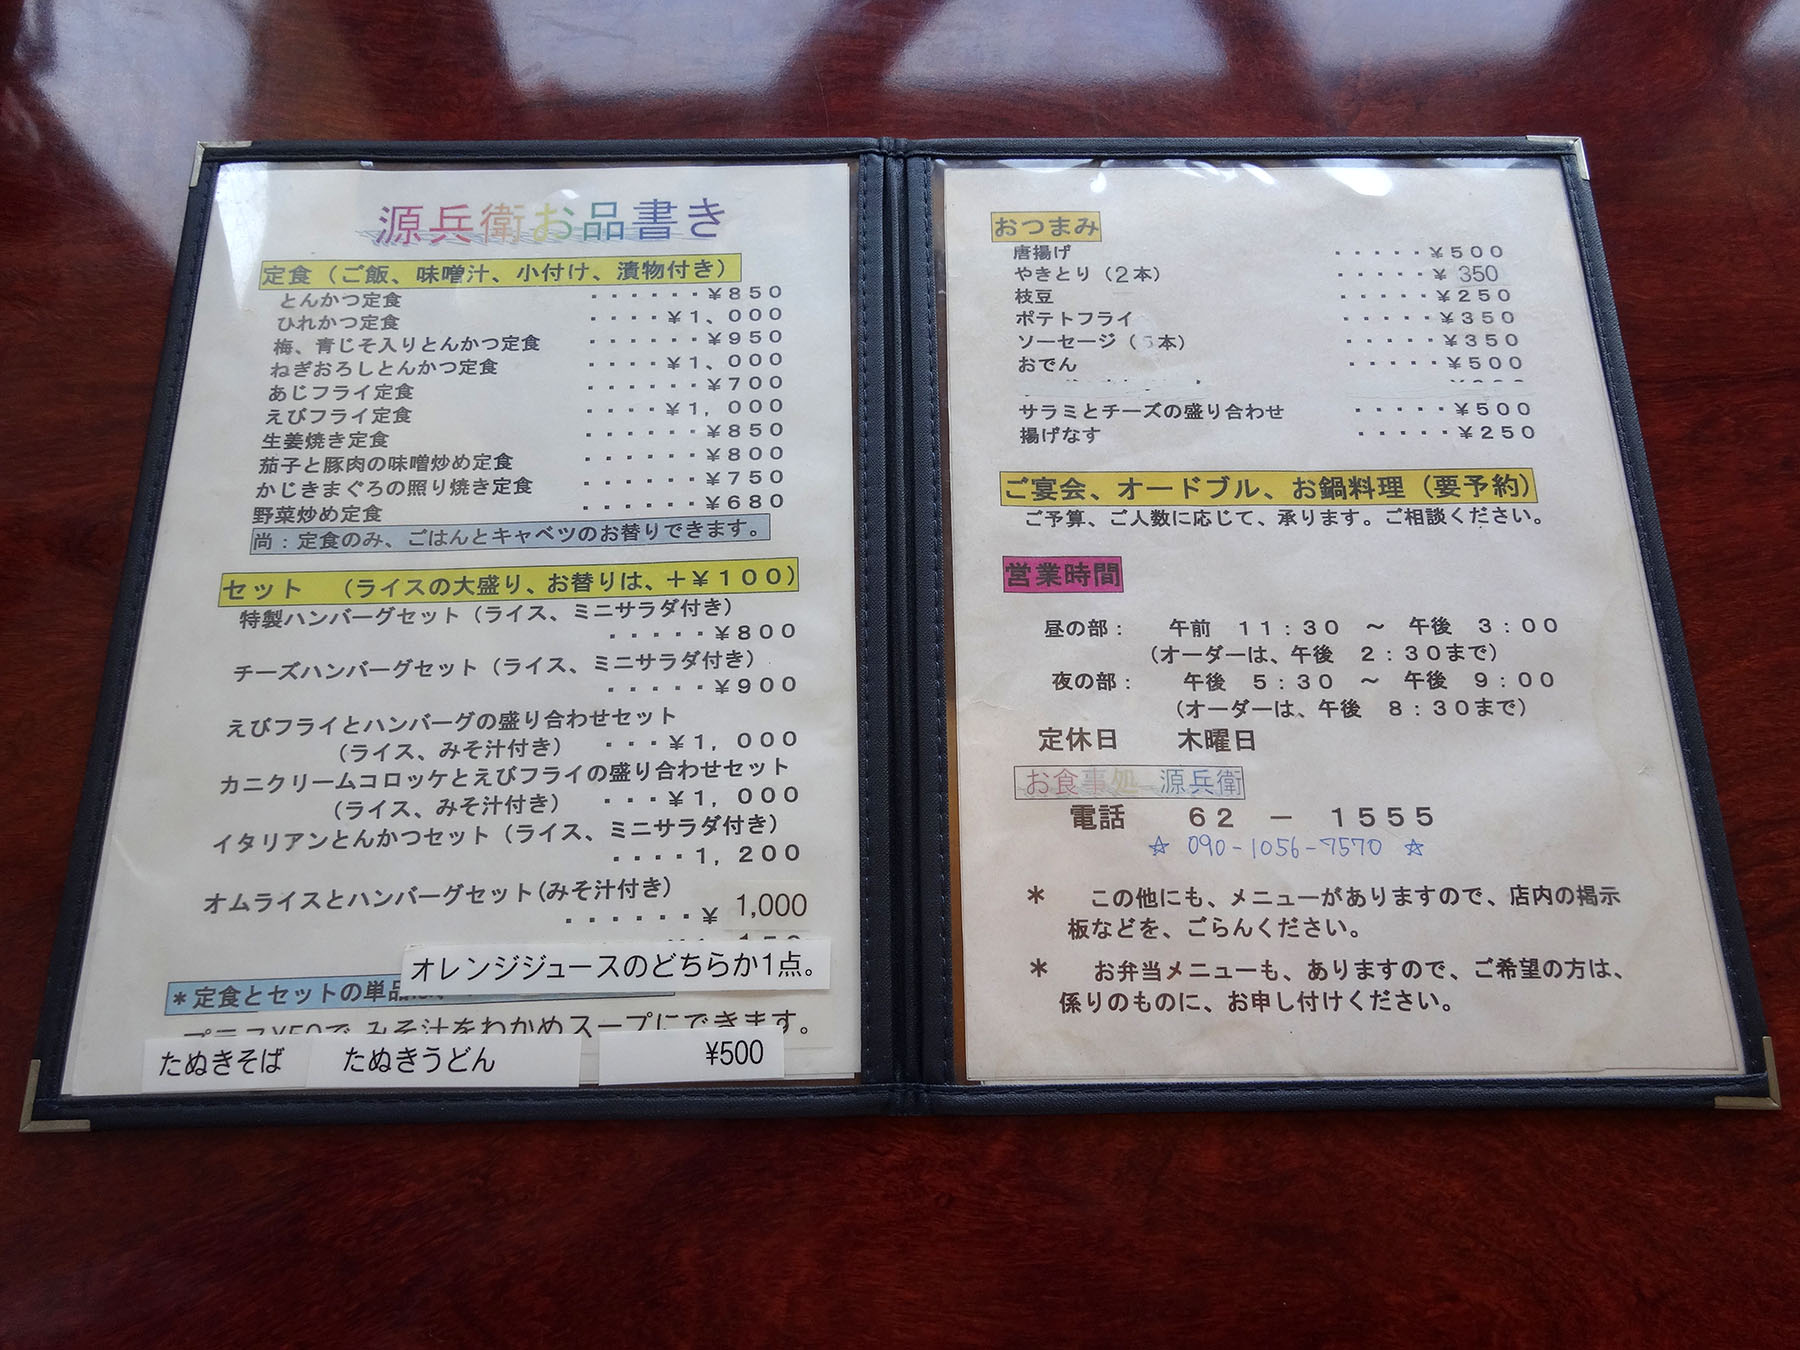 源兵衛お品書き
定食（ご飯、味噌汁、小付け、漬物付き）
とんかつ定食 ・・・・・・￥８５０
ひれかつ定食 ・・・・￥１、０００
梅、青じそ入りとんかつ定食 ・・・・・・￥９５０
ねぎおろしとんかつ定食 ・・・・￥１、０００
あじフライ定食 ・・・・・・￥７００
えびフライ定食 ・・・・￥１，０００
生姜焼き定食 ・・・・・・￥８５０
茄子と豚肉の味噌炒め定食 ・・・・・・￥８００
かじきまぐろの照り焼き定食 ・・・・・・￥７５０
野菜炒め定食 ・・・・・・￥６８０
尚：定食のみ、ごはんとキャベツのお替りできます。
セット　（ライスの大盛り、お替りは、＋￥１００）
特製ハンバーグセット（ライス、ミニサラダ付き）
・・・・・￥８００
チーズハンバーグセット（ライス、ミニサラダ付き）
・・・・・￥９００
えびフライとハンバーグの盛り合わせセット
（ライス、みそ汁付き）　・・・￥１，０００
カニクリームコロッケとえびフライの盛り合わせセット
（ライス、みそ汁付き）　・・・￥１，０００
イタリアンとんかつセット（ライス、ミニサラダ付き）
・・・・１，２００
オムライスとハンバーグセット(みそ汁付き)
・・・・・・￥ 1,000
オレンジジュースのどちらか1点。
＊定食とセットの単品は、
プラス¥50で みそ汁をわかめスープにできます。
たぬきそば　たぬきうどん　¥500
おつまみ
唐揚げ ・・・・・￥５００
やきとり（２本） ・・・・・￥ 350
枝豆 ・・・・・￥２５０
ポテトフライ ・・・・・￥３５０
ソーセージ（5本） ・・・・・￥３５０
おでん ・・・・・￥５００
サラミとチーズの盛り合わせ ・・・・・￥５００
揚げなす ・・・・・￥２５０
ご宴会、オードブル、お鍋料理（要予約）
ご予算、ご人数に応じて、承ります。ご相談ください。
営業時間
昼の部：　午前　１１：３０　～　午後　３：００
（オーダーは、午後　２：３０まで）
夜の部：　午後　５：３０　～　午後　９：００
（オーダーは、午後　８：３０まで）
定休日　木曜日
お食事処　源兵衛
電話　６２　－　１５５５
☆ 090-1056-7570 ☆
＊　この他にも、メニューがありますので、店内の掲示
板などを、ごらんください。
＊　お弁当メニューも、ありますので、ご希望の方は、
係りのものに、お申し付けください。